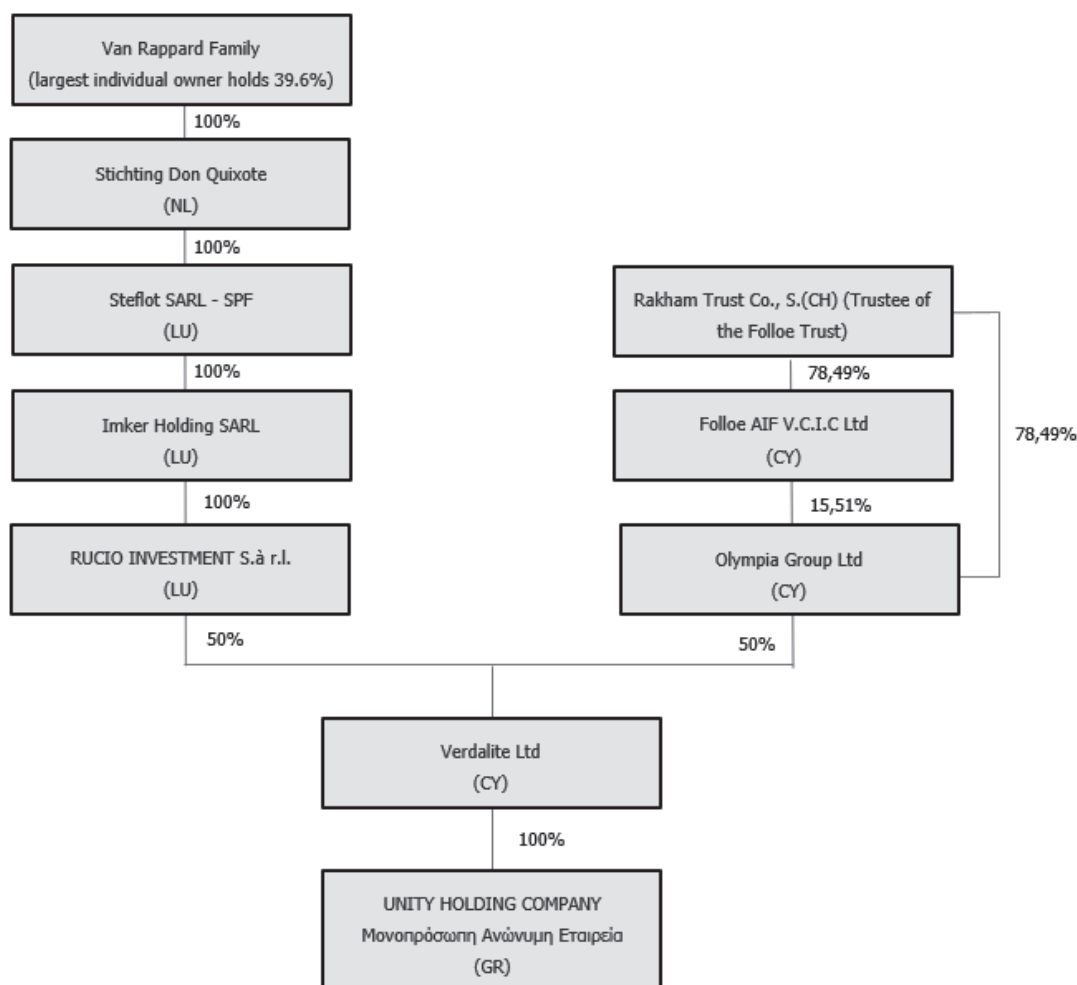 Van Rappard Family
(largest individual owner holds 39.6%)
100%
Stichting Don Quixote
(NL)
100%
Steflot SARL - SPF
(LU)
100%
Imker Holding SARL
(LU)
100%
RUCIO INVESTMENT S.à r.l.
(LU)
50%
Rakham Trust Co., S.(CH) (Trustee of
the Folloe Trust)
78,49%
Folloe AIF V.C.I.C Ltd
(CY)
78,49%
15,51%
Olympia Group Ltd
(CY)
50%
Verdalite Ltd
(CY)
100%
UNITY HOLDING COMPANY
Μονοπρόσωπη Ανώνυμη Εταιρεία
(GR)